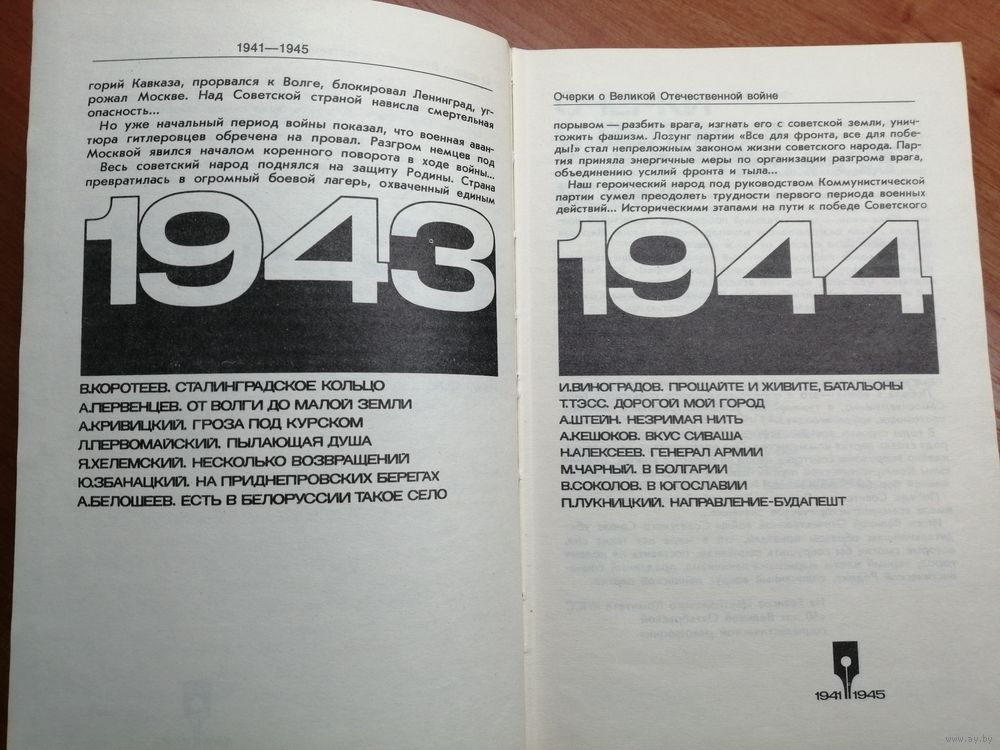 1941—1945
горий Кавказа, прорвался к Волге, блокировал Ленинград, уг-
рожал Москве. Над Советской страной нависла смертельная
опасность...
Но уже начальный период войны показал, что военная аван-
тюра гитлеровцев обречена на провал. Разгром немцев под
Москвой явился началом коренного поворота в ходе войны...
Весь советский народ поднялся на защиту Родины. Страна
превратилась в огромный боевой лагерь, охваченный единым
1943
В.КОРОТЕЕВ. СТАЛИНГРАДСКОЕ КОЛЬЦО
А.ПЕРВЕНЦЕВ. ОТ ВОЛГИ ДО МАЛОЙ ЗЕМЛИ
А.КРИВИЦКИЙ. ГРОЗА ПОД КУРСКОМ
Л.ПЕРВОМАЙСКИЙ. ПЫЛАЮЩАЯ ДУША
Я.ХЕЛЕМСКИЙ. НЕСКОЛЬКО ВОЗВРАЩЕНИЙ
Ю.ЗБАНАЦКИЙ. НА ПРИДНЕПРОВСКИХ БЕРЕГАХ
А.БЕЛОШЕЕВ. ЕСТЬ В БЕЛОРУССИИ ТАКОЕ СЕЛО
Очерки о Великой Отечественной войне
порывом — разбить врага, изгнать его с советской земли, унич-
тожить фашизм. Лозунг партии «Все для фронта, все для побе-
ды!» стал непреложным законом жизни советского народа. Пар-
тия приняла энергичные меры по организации разгрома врага,
объединению усилий фронта и тыла...
Наш героический народ под руководством Коммунистической
партии сумел преодолеть трудности первого периода военных
действий... Историческими этапами на пути к победе Советского
1944
И.ВИНОГРАДОВ. ПРОЩАЙТЕ И ЖИВИТЕ, БАТАЛЬОНЫ
Т.ТЭСС. ДОРОГОЙ МОЙ ГОРОД
А.ШТЕЙН. НЕЗРИМАЯ НИТЬ
А.КЕШОКОВ. ВКУС СИВАША
Н.АЛЕКСЕЕВ. ГЕНЕРАЛ АРМИИ
М.ЧАРНЫЙ. В БОЛГАРИИ
В.СОКОЛОВ. В ЮГОСЛАВИИ
П.ЛУКНИЦКИЙ. НАПРАВЛЕНИЕ-БУДАПЕШТ
1941 1945
www.ay.by